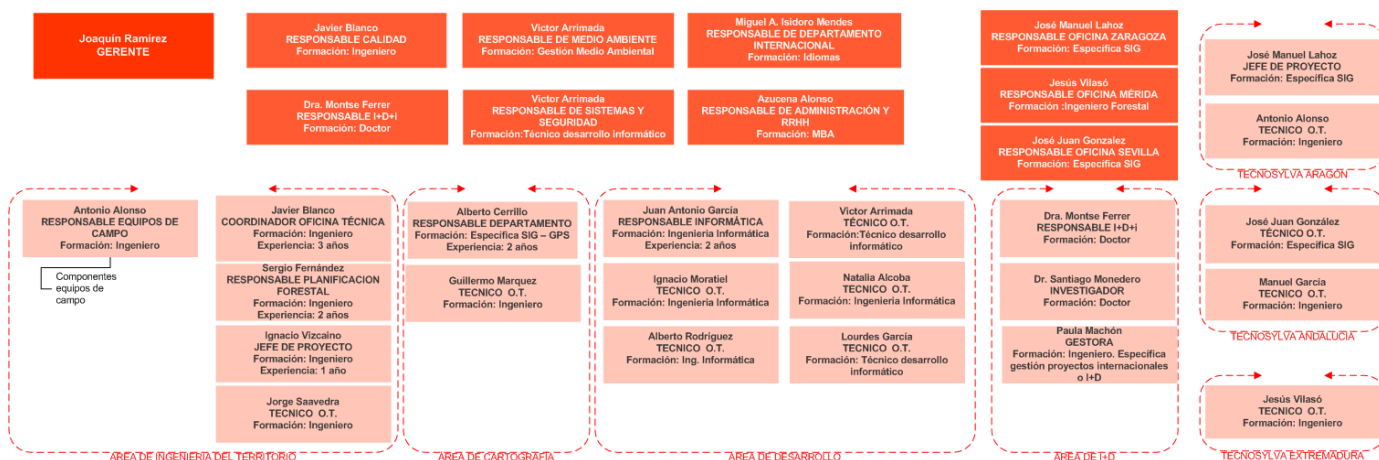 Joaquín Ramírez
GERENTE
Javier Blanco
RESPONSABLE CALIDAD
Formación: Ingeniero
Victor Arrimada
RESPONSABLE DE MEDIO AMBIENTE
Formación: Gestión Medio Ambiental
Miguel A. Isidoro Mendes
RESPONSABLE DE DEPARTAMENTO
INTERNACIONAL
Formación: Idiomas
José Manuel Lahoz
RESPONSABLE OFICINA ZARAGOZA
Formación: Específica SIG
José Manuel Lahoz
JEFE DE PROYECTO
Formación: Específica SIG
Dra. Montse Ferrer
RESPONSABLE I+D+i
Formación: Doctor
Victor Arrimada
RESPONSABLE DE SISTEMAS Y
SEGURIDAD
Formación:Técnico desarrollo informático
Azucena Alonso
RESPONSABLE DE ADMINISTRACIÓN Y
RRHH
Formación: MBA
Jesús Vilasó
RESPONSABLE OFICINA MÉRIDA
Formación :Ingeniero Forestal
José Juan Gonzalez
RESPONSABLE OFICINA SEVILLA
Formación: Específica SIG
Antonio Alonso
TECNICO O.T.
Formación: Ingeniero
TECNOSYLVA ARAGON
Antonio Alonso
RESPONSABLE EQUIPOS DE
CAMPO
Formación: Ingeniero
Componentes
equipos de
campo
Javier Blanco
COORDINADOR OFICINA TÉCNICA
Formación: Ingeniero
Experiencia: 3 años
Sergio Fernández
RESPONSABLE PLANIFICACION
FORESTAL
Formación: Ingeniero
Experiencia: 2 años
Ignacio Vizcaino
JEFE DE PROYECTO
Formación: Ingeniero
Experiencia: 1 año
Jorge Saavedra
TECNICO O.T.
Formación: Ingeniero
AREA DE INGENIERIA DEL TERRITORIO
Alberto Cerrillo
RESPONSABLE DEPARTAMENTO
Formación: Específica SIG – GPS
Experiencia: 2 años
Guillermo Marquez
TECNICO O.T.
Formación: Ingeniero
AREA DE CARTOGRAFÍA
Juan Antonio García
RESPONSABLE INFORMÁTICA
Formación: Ingenieria Informática
Experiencia: 2 años
Ignacio Moratiel
TECNICO O.T.
Formación: Ingenieria Informática
Alberto Rodríguez
TECNICO O.T.
Formación: Ing. Informática
Victor Arrimada
TÉCNICO O.T.
Formación:Técnico desarrollo
informático
Natalia Alcoba
TECNICO O.T.
Formación: Ingenieria Informática
Lourdes García
TECNICO O.T.
Formación: Técnico desarrollo
informático
AREA DE DESARROLLO
Dra. Montse Ferrer
RESPONSABLE I+D+i
Formación: Doctor
Dr. Santiago Monedero
INVESTIGADOR
Formación: Doctor
Paula Machón
GESTORA
Formación: Ingeniero. Específica
gestión proyectos internacionales
o I+D
AREA DE I+D
José Juan González
TÉCNICO O.T.
Formación: Específica SIG
Manuel García
TECNICO O.T.
Formación: Ingeniero
TECNOSYLVA ANDALUCIA
Jesús Vilasó
TECNICO O.T.
Formación: Ingeniero
TECNOSYLVA EXTREMADURA